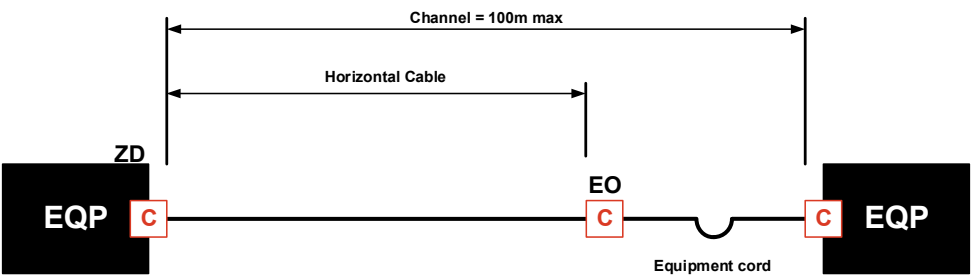 Channel = 100m max
Horizontal Cable
ZD
EO
EQP
C
C
C
EQP
Equipment cord